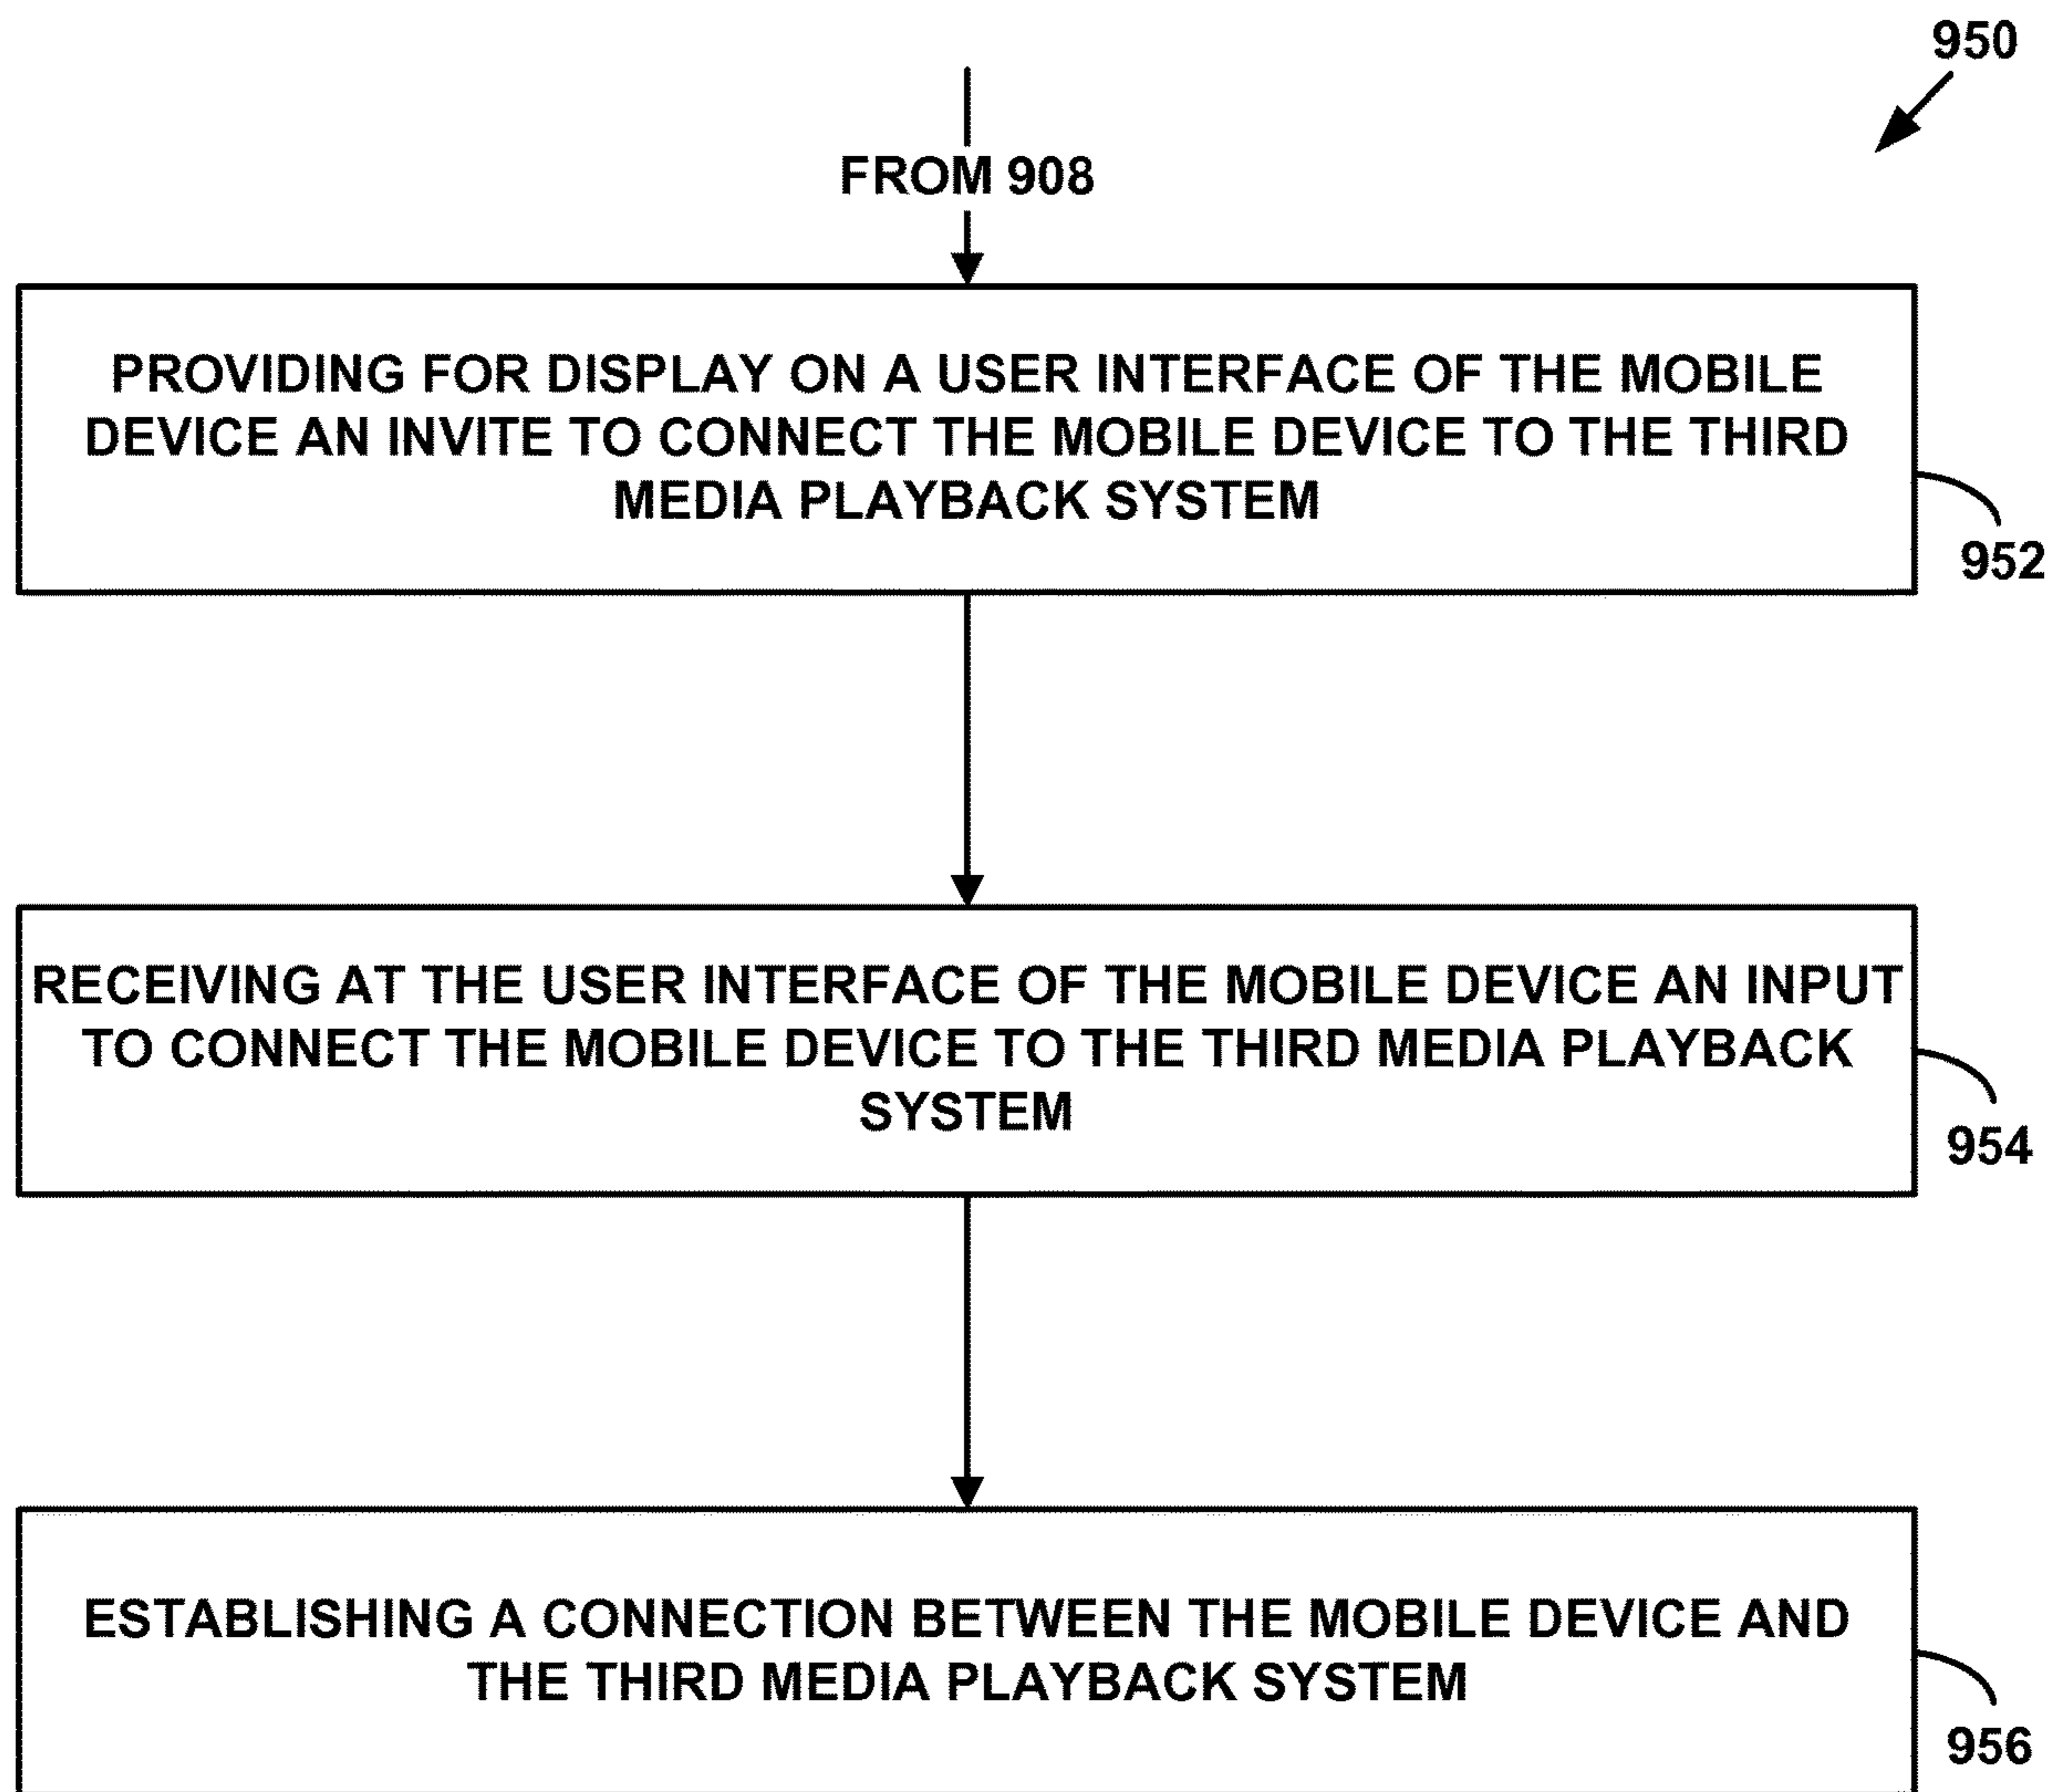 950
FROM 908
PROVIDING FOR DISPLAY ON A USER INTERFACE OF THE MOBILE
DEVICE AN INVITE TO CONNECT THE MOBILE DEVICE TO THE THIRD
MEDIA PLAYBACK SYSTEM
952
RECEIVING AT THE USER INTERFACE OF THE MOBILE DEVICE AN INPUT
TO CONNECT THE MOBILE DEVICE TO THE THIRD MEDIA PLAYBACK
SYSTEM
954
ESTABLISHING A CONNECTION BETWEEN THE MOBILE DEVICE AND
THE THIRD MEDIA PLAYBACK SYSTEM
956